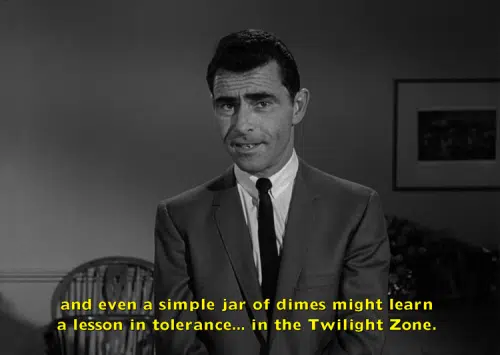 and even a simple jar of dimes might learn
a lesson in tolerance... in the Twilight Zone.